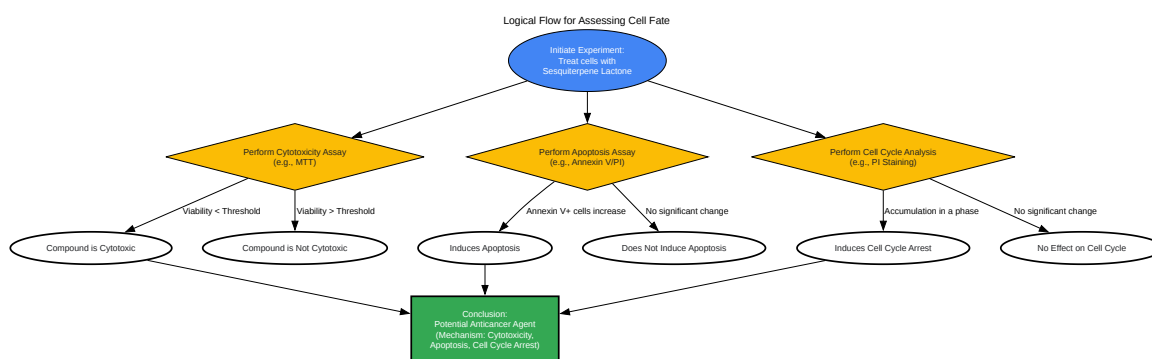 Logical Flow for Assessing Cell Fate
Initiate Experiment:
Treat cells with
Sesquiterpene Lactone
Perform Cytotoxicity Assay
(e.g., MTT)
Perform Apoptosis Assay
(e.g., Annexin V/PI)
Perform Cell Cycle Analysis
(e.g., PI Staining)
Viability < Threshold
Viability > Threshold
Annexin V+ cells increase
No significant change
Accumulation in a phase
No significant change
Compound is Cytotoxic
Compound is Not Cytotoxic
Induces Apoptosis
Does Not Induce Apoptosis
Induces Cell Cycle Arrest
No Effect on Cell Cycle
Conclusion:
Potential Anticancer Agent
(Mechanism: Cytotoxicity,
Apoptosis, Cell Cycle Arrest)